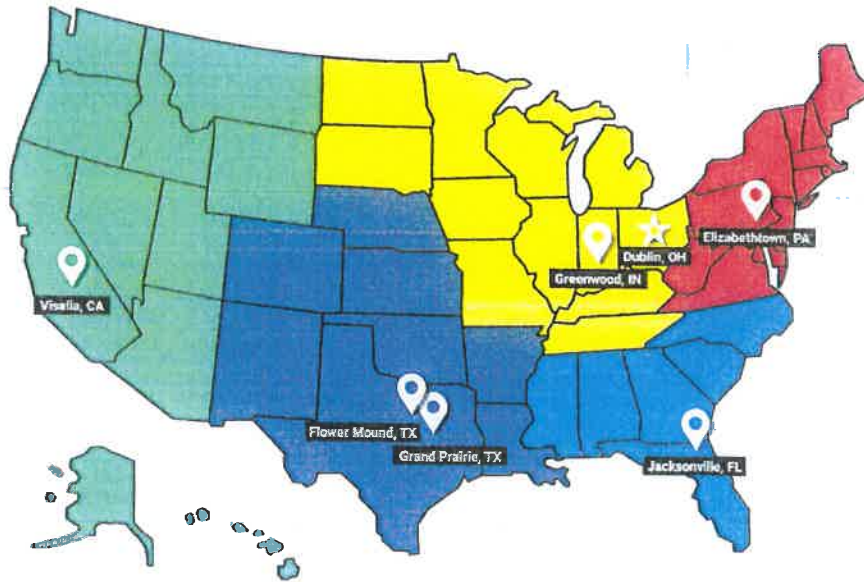 Elizabethtown, PA
Dublin, OH
Greenwood, IN
Visalia, CA
Flower Mound, TX
Grand Prairie, TX
Jacksonville, FL